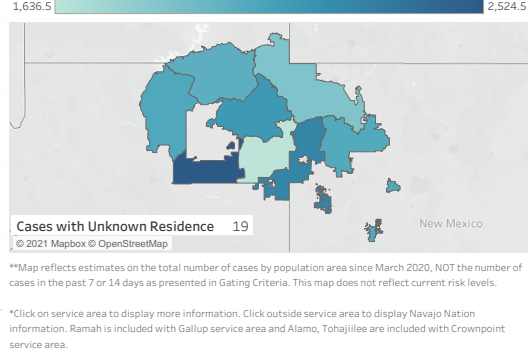 1,636.5 2,524.5
New Mexico
Cases with Unknown Residence 19
© 2021 Mapbox © OpenStreetMap
**Map reflects estimates on the total number of cases by population area since March 2020, NOT the number of
cases in the past 7 or 14 days as presented in Gating Criteria. This map does not reflect current risk levels.
*Click on service area to display more information. Click outside service area to display Navajo Nation
information. Ramah is included with Gallup service area and Alamo, Tohajiilee are included with Crownpoint
service area.